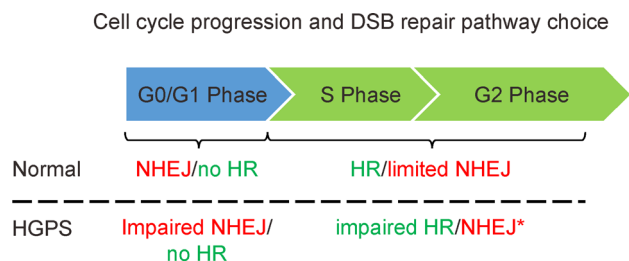 Cell cycle progression and DSB repair pathway choice
G0/G1 Phase S Phase G2 Phase
Normal NHEJ/no HR HR/limited NHEJ
HGPS Impaired NHEJ/ impaired HR/NHEJ*
no HR